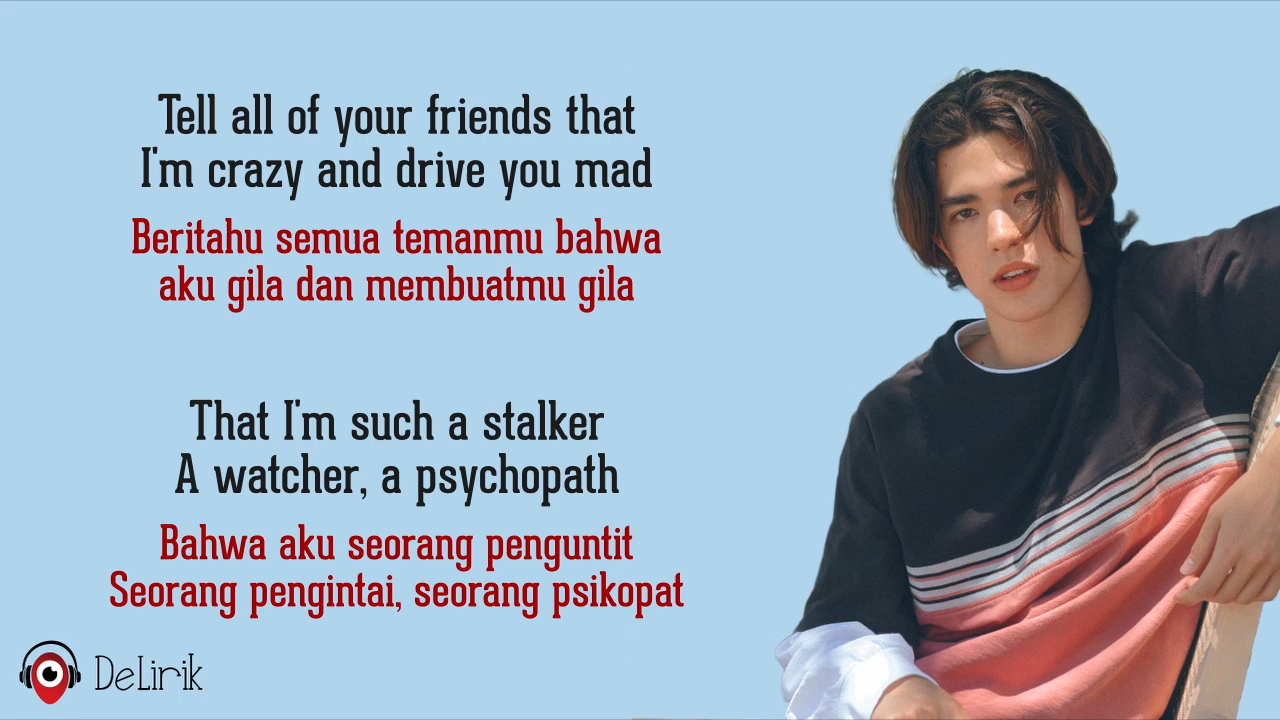 Tell all of your friends that
I'm crazy and drive you mad
Beritahu semua temanmu bahwa
aku gila dan membuatmu gila
That I'm such a stalker
A watcher, a psychopath
Bahwa aku seorang penguntit
Seorang pengintai, seorang psikopat
DeLirik